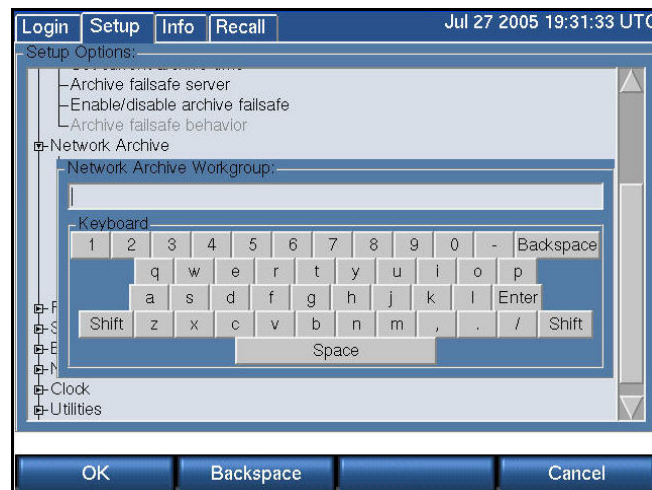 Login Setup Info Recall Jul 27 2005 19:31:33 UTC
Setup Options:
Archive failsafe server
Enable/disable archive failsafe
Archive failsafe behavior
Network Archive
Network Archive Workgroup:
Keyboard
1 2 3 4 5 6 7 8 9 0 - Backspace
q w e r t y u i o p
a s d f g h j k l Enter
Shift z x c v b n m , . / Shift
Space
Clock
Utilities
OK Backspace Cancel